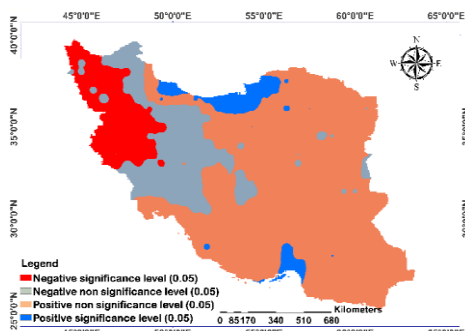 45°0'0"E 50°0'0"E 55°0'0"E 60°0'0"E 65°0'0"E
40°0'0"N
35°0'0"N
30°0'0"N
25°0'0"N
N
W E
S
Legend
Negative significance level (0.05)
Negative non significance level (0.05)
Positive non significance level (0.05)
Positive significance level (0.05)
Kilometers
0 85 170 340 510 680